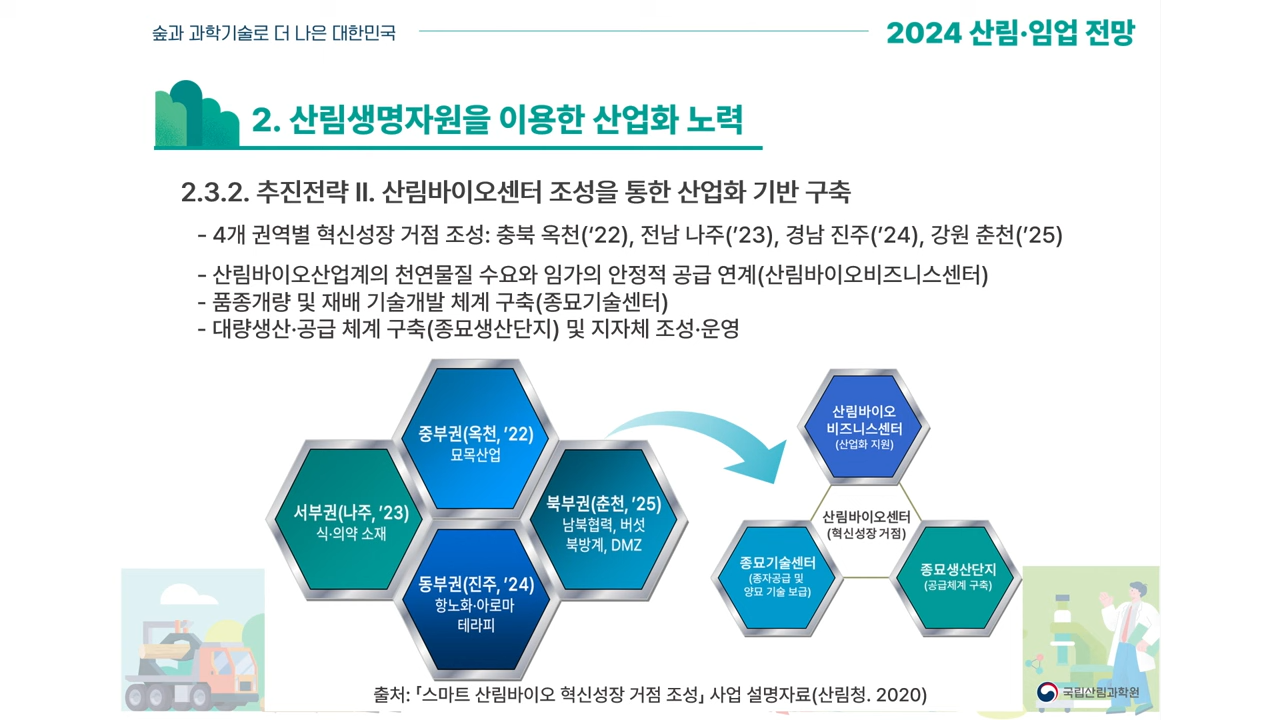 숲과 과학기술로 더 나은 대한민국
2024 산림·임업 전망
2. 산림생명자원을 이용한 산업화 노력
2.3.2. 추진전략 II. 산림바이오센터 조성을 통한 산업화 기반 구축
- 4개 권역별 혁신성장 거점 조성: 충북 옥천(‘22), 전남 나주(’23), 경남 진주(’24), 강원 춘천(’25)
- 산림바이오산업계의 천연물질 수요와 임가의 안정적 공급 연계(산림바이오비즈니스센터)
- 품종개량 및 재배 기술개발 체계 구축(종묘기술센터)
- 대량생산·공급 체계 구축(종묘생산단지) 및 지자체 조성·운영
중부권(옥천, ’22)
묘목산업
서부권(나주, ’23)
식·의약 소재
북부권(춘천, ’25)
남북협력, 버섯
북방계, DMZ
동부권(진주, ’24)
항노화·아로마
테라피
산림바이오
비즈니스센터
(산업화 지원)
산림바이오센터
(혁신성장 거점)
종묘기술센터
(종자공급 및
양묘 기술 보급)
종묘생산단지
(공급체계 구축)
출처: 「스마트 산림바이오 혁신성장 거점 조성」 사업 설명자료(산림청. 2020)
국립산림과학원